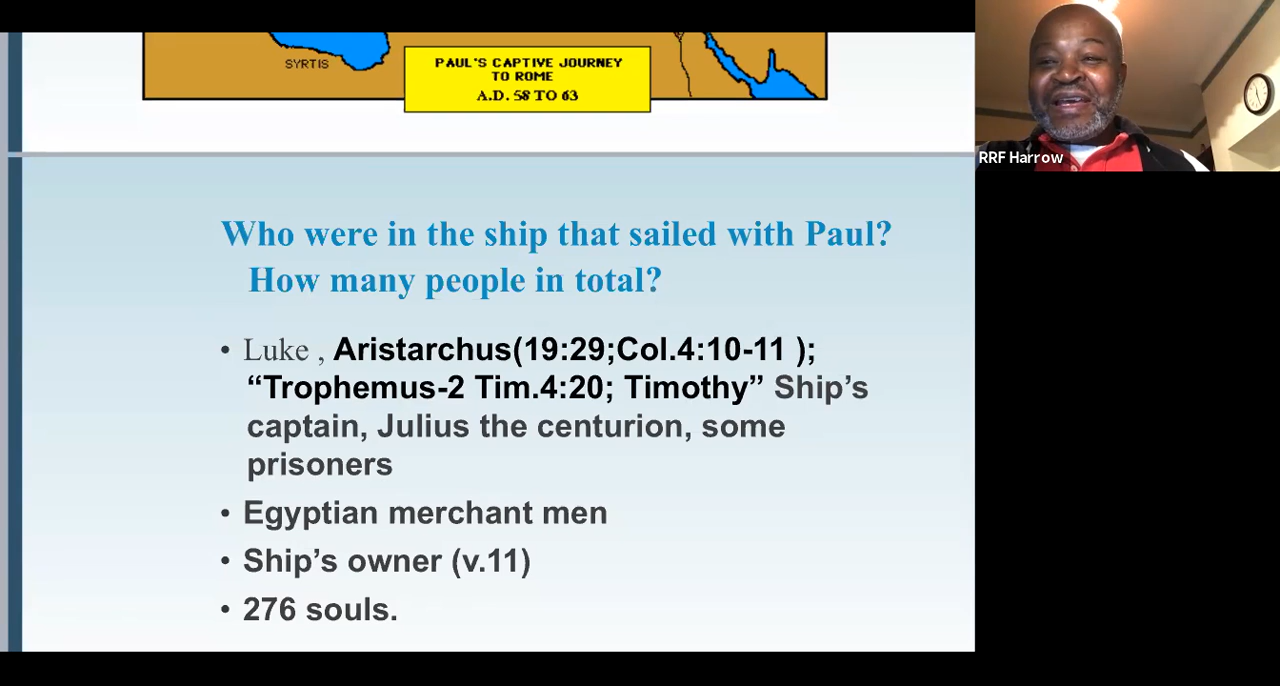 SYRTIS
PAUL'S CAPTIVE JOURNEY
TO ROME
A.D. 58 TO 63
RRF Harrow
Who were in the ship that sailed with Paul?
How many people in total?
• Luke , Aristarchus(19:29;Col.4:10-11 );
“Trophemus-2 Tim.4:20; Timothy” Ship’s
captain, Julius the centurion, some
prisoners
• Egyptian merchant men
• Ship’s owner (v.11)
• 276 souls.